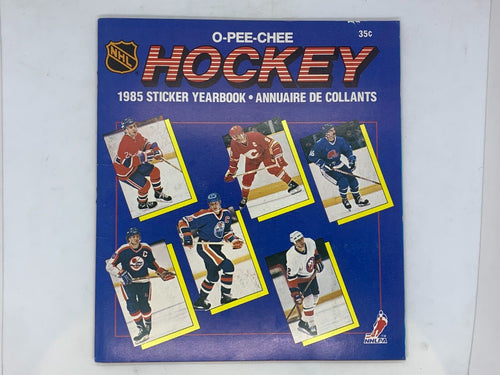 O-PEE-CHEE
35¢
NHL
HOCKEY
1985 STICKER YEARBOOK • ANNUAIRE DE COLLANTS
NHLPA